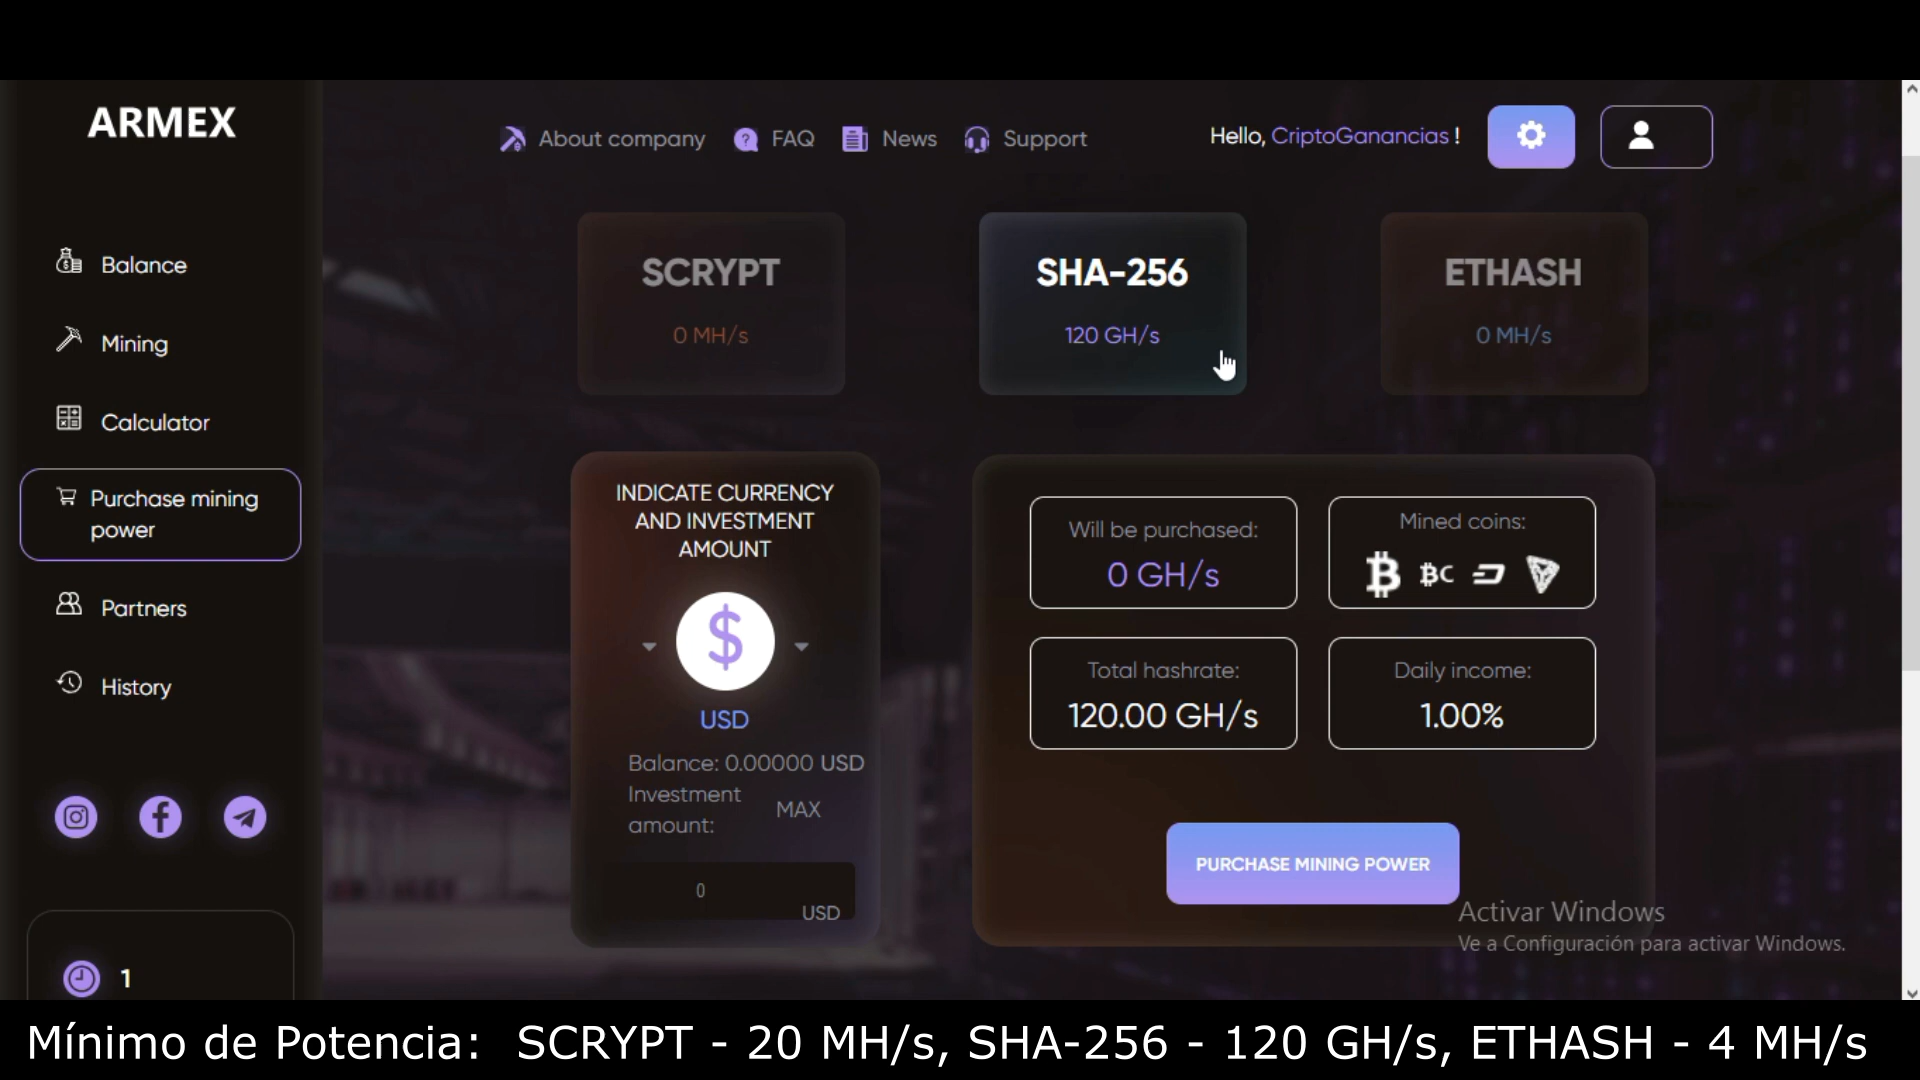 ARMEX
About company
FAQ
News
Support
Hello, CriptoGanancias !
Balance
Mining
Calculator
Purchase mining
power
Partners
History
1
SCRYPT
0 MH/s
SHA-256
120 GH/s
ETHASH
0 MH/s
INDICATE CURRENCY
AND INVESTMENT
AMOUNT
$
USD
Balance: 0.00000 USD
Investment
amount:
MAX
0
USD
Will be purchased:
0 GH/s
Mined coins:
Total hashrate:
120.00 GH/s
Daily income:
1.00%
PURCHASE MINING POWER
Activar Windows
Ve a Configuración para activar Windows.
Mínimo de Potencia: SCRYPT - 20 MH/s, SHA-256 - 120 GH/s, ETHASH - 4 MH/s